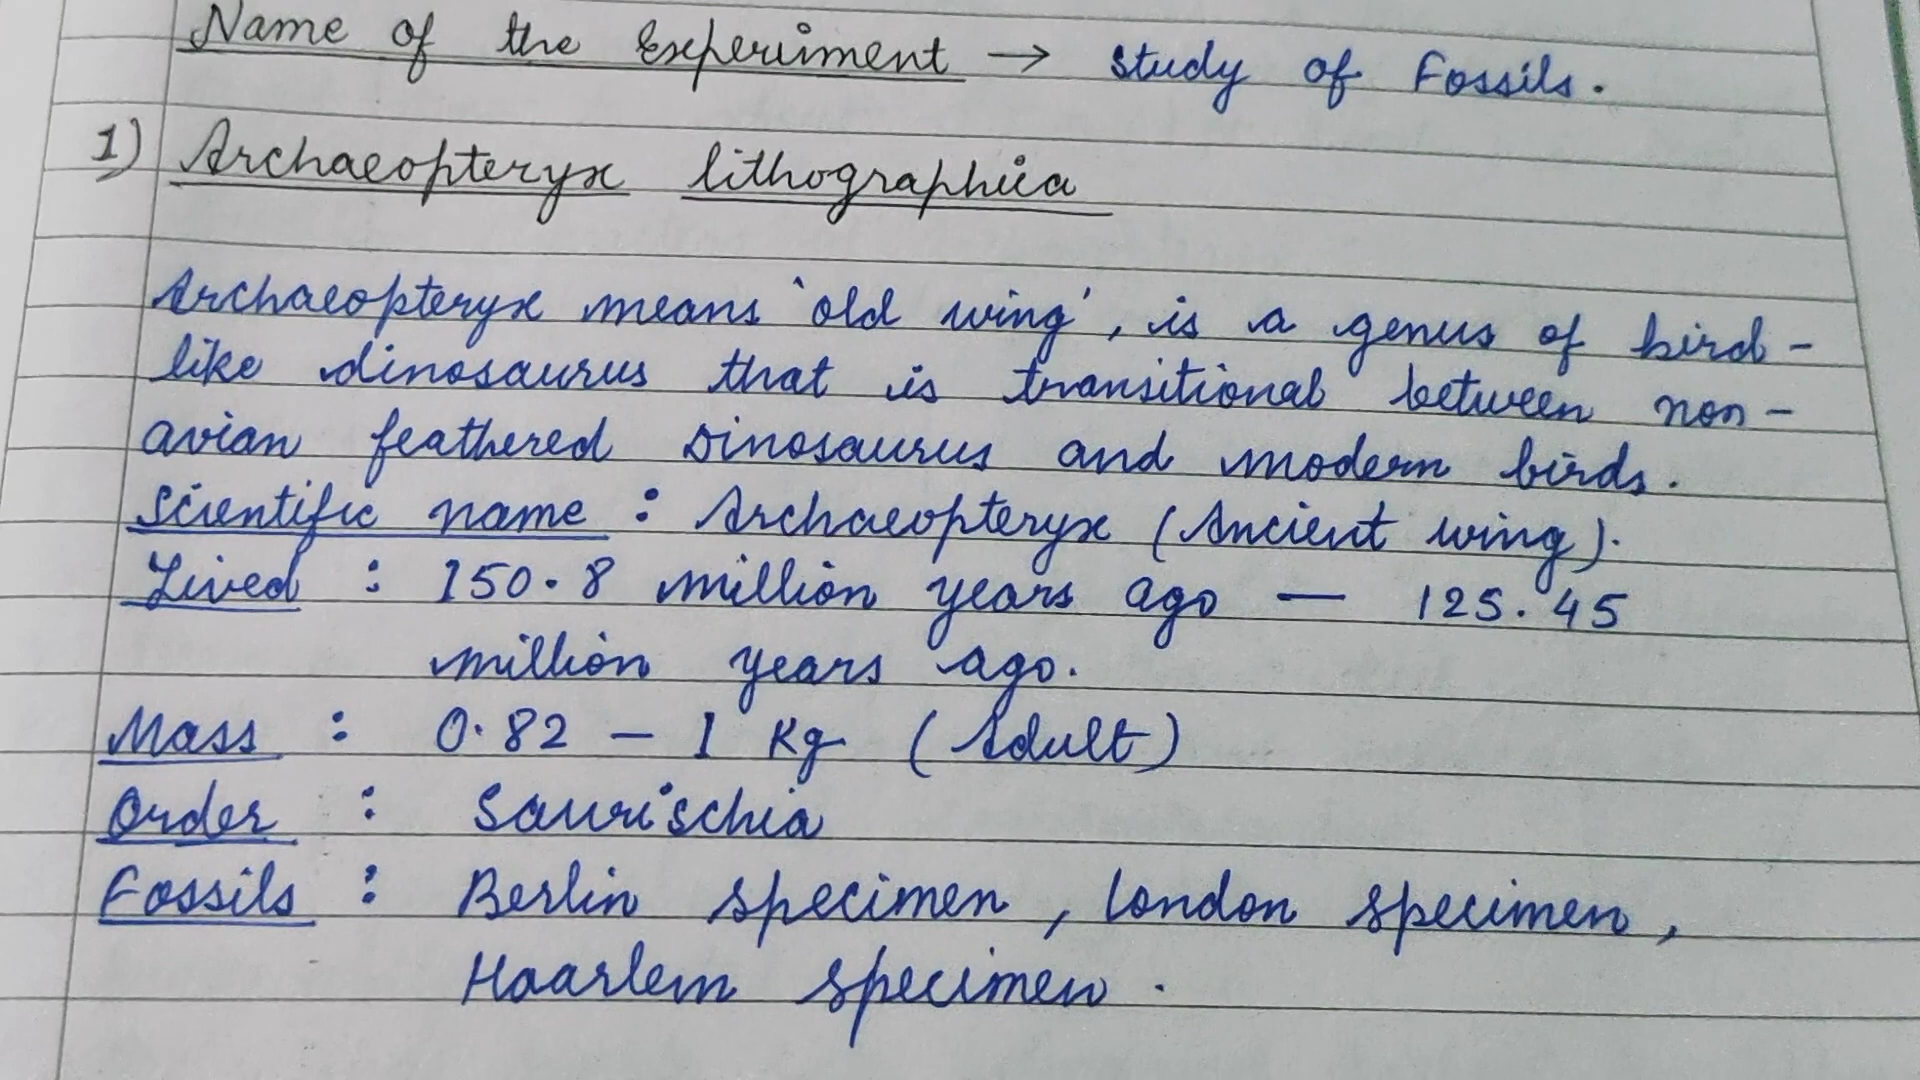 Name of the Experiment → Study of Fossils.
1) Archaeopteryx lithographica
Archaeopteryx means 'old wing', is a genus of bird-
like dinosaurus that is transitional between non-
avian feathered Dinosaurus and modern birds.
Scientific name : Archaeopteryx (Ancient wing).
Lived : 150.8 million years ago — 125.45
million years ago.
Mass : 0.82 – 1 Kg (Adult)
Order : Saurischia
Fossils : Berlin specimen, London specimen,
Haarlem specimen.